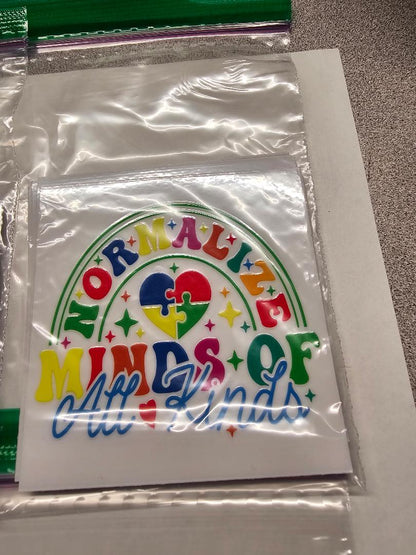 NORMALIZE
MINDS OF
All Kinds